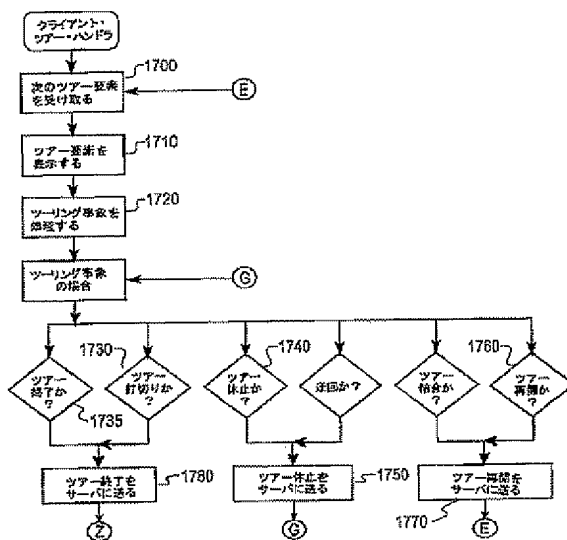 クライアント・
ツアー・ハンドラ
1700
次のツアー要素
を受け取る
E
1710
ツアー要素を
表示する
1720
ツーリング事象を
処理する
ツーリング事象
の場合
G
ツアー
終了か
?
1735
1730
ツアー
打切りか
?
1740
ツアー
休止か
?
迂回か?
ツアー
?
1760
ツアー
再開か
?
ツアー終了を
サーバに送る
1780
ツアー休止を
サーバに送る
1750
ツアー再開を
サーバに送る
1770
Z
G
E